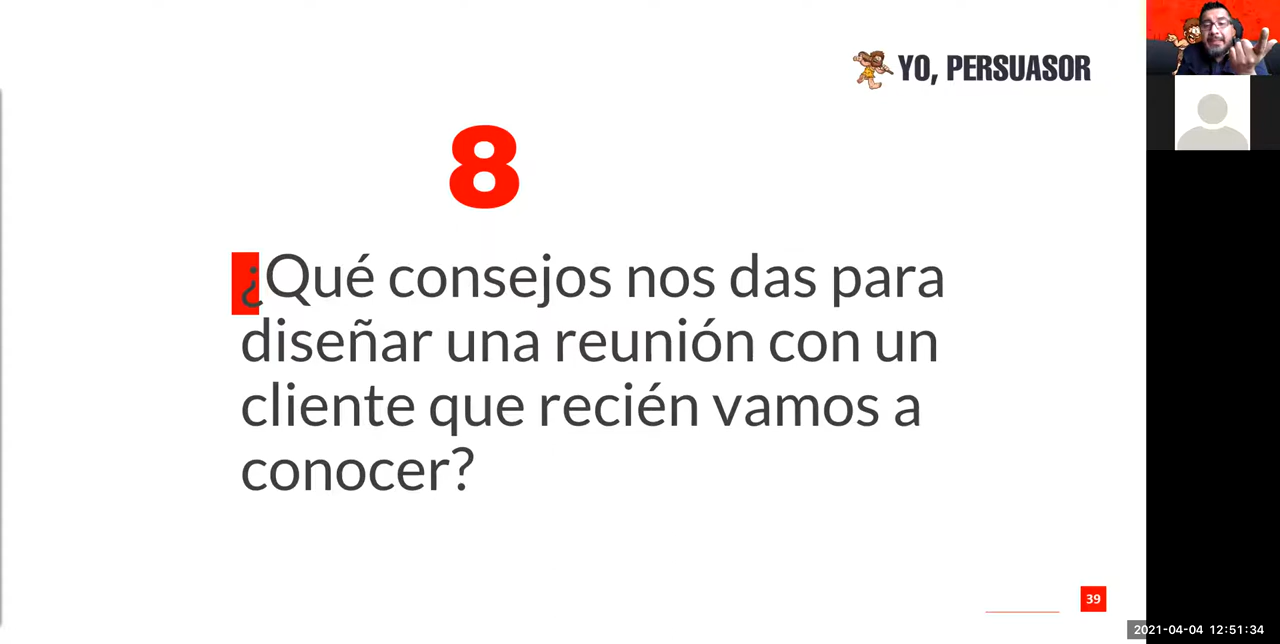 YO, PERSUASOR
8
¿Qué consejos nos das para
diseñar una reunión con un
cliente que recién vamos a
conocer?
39
2021-04-04 12:51:34